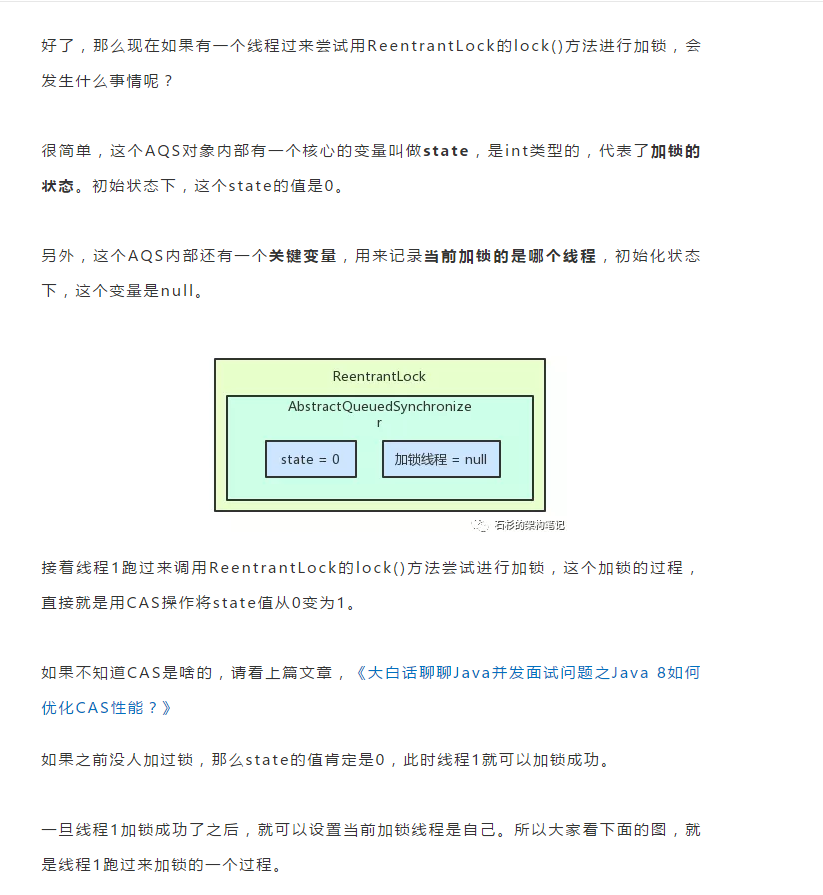 好了，那么现在如果有一个线程过来尝试用ReentrantLock的lock()方法进行加锁，会
发生什么事情呢？
很简单，这个AQS对象内部有一个核心的变量叫做state，是int类型的，代表了加锁的
状态。初始状态下，这个state的值是0。
另外，这个AQS内部还有一个关键变量，用来记录当前加锁的是哪个线程，初始化状态
下，这个变量是null。
ReentrantLock
AbstractQueuedSynchronize
r
state = 0
加锁线程 = null
石杉的架构笔记
接着线程1跑过来调用ReentrantLock的lock()方法尝试进行加锁，这个加锁的过程，
直接就是用CAS操作将state值从0变为1。
如果不知道CAS是啥的，请看上篇文章，《大白话聊聊Java并发面试问题之Java 8如何
优化CAS性能？》
如果之前没人加过锁，那么state的值肯定是0，此时线程1就可以加锁成功。
一旦线程1加锁成功了之后，就可以设置当前加锁线程是自己。所以大家看下面的图，就
是线程1跑过来加锁的一个过程。